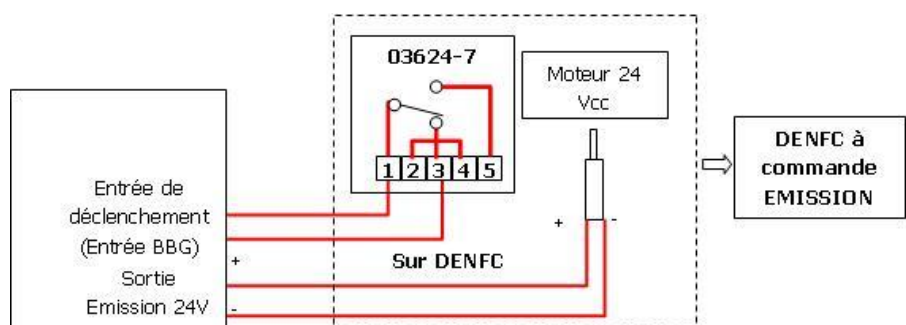 03624-7
Moteur 24
Vcc
1 2 3 4 5
DENFC à
commande
EMISSION
Entrée de
déclenchement
(Entrée BBG)
+
Sortie
Emission 24V
-
+ -
Sur DENFC